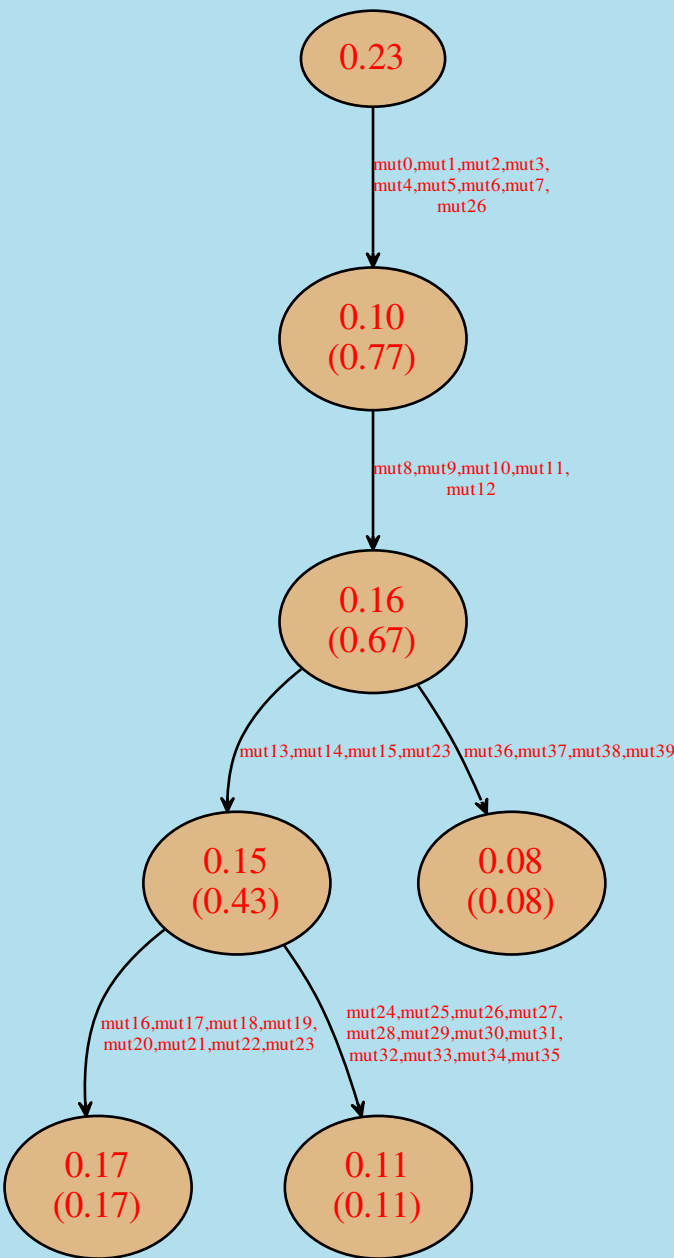 0.23
mut0,mut1,mut2,mut3,
mut4,mut5,mut6,mut7,
mut26
0.10
(0.77)
mut8,mut9,mut10,mut11,
mut12
0.16
(0.67)
mut13,mut14,mut15,mut23
mut36,mut37,mut38,mut39
0.15
(0.43)
0.08
(0.08)
mut16,mut17,mut18,mut19,
mut20,mut21,mut22,mut23
mut24,mut25,mut26,mut27,
mut28,mut29,mut30,mut31,
mut32,mut33,mut34,mut35
0.17
(0.17)
0.11
(0.11)